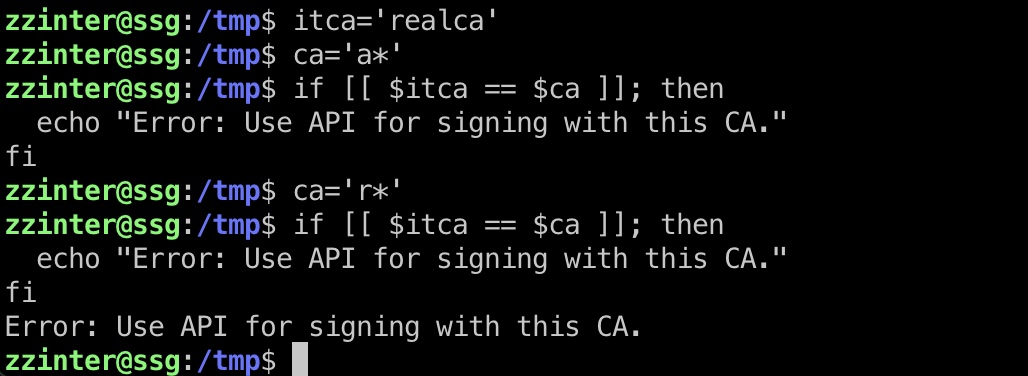 zzinter@ssg:/tmp$ itca='realca'
zzinter@ssg:/tmp$ ca='a*'
zzinter@ssg:/tmp$ if [[ $itca == $ca ]]; then
  echo "Error: Use API for signing with this CA."
fi
zzinter@ssg:/tmp$ ca='r*'
zzinter@ssg:/tmp$ if [[ $itca == $ca ]]; then
  echo "Error: Use API for signing with this CA."
fi
Error: Use API for signing with this CA.
zzinter@ssg:/tmp$